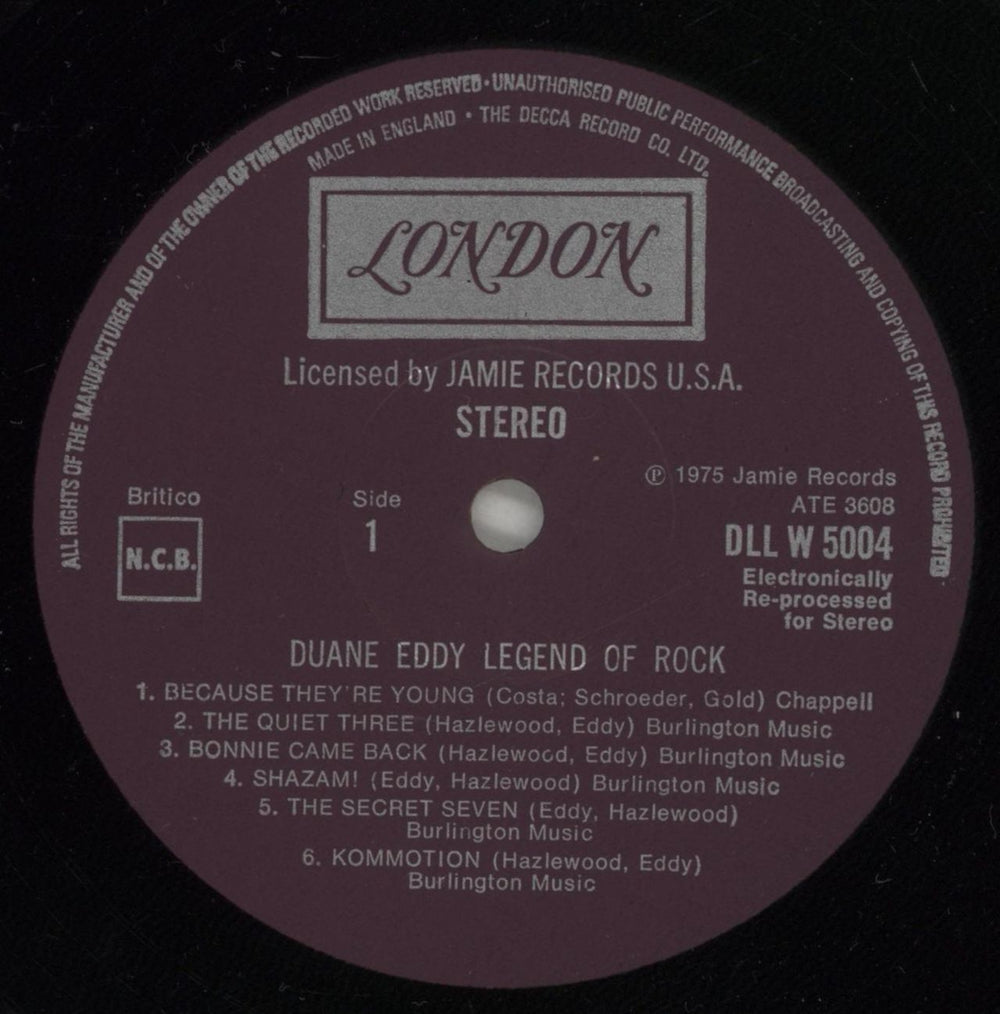 ALL RIGHTS OF THE MANUFACTURER AND OF THE OWNER OF THE RECORDED WORK RESERVED · UNAUTHORISED PUBLIC PERFORMANCE BROADCASTING AND COPYING OF THIS RECORD PROHIBITED
MADE IN ENGLAND • THE DECCA RECORD CO. LTD.
LONDON
Licensed by JAMIE RECORDS U.S.A.
STEREO
Britico
N.C.B.
Side
1
℗ 1975 Jamie Records
ATE 3608
DLL W 5004
Electronically
Re-processed
for Stereo
DUANE EDDY LEGEND OF ROCK
1. BECAUSE THEY'RE YOUNG (Costa; Schroeder, Gold) Chappell
2. THE QUIET THREE (Hazlewood, Eddy) Burlington Music
3. BONNIE CAME BACK (Hazlewood, Eddy) Burlington Music
4. SHAZAM! (Eddy, Hazlewood) Burlington Music
5. THE SECRET SEVEN (Eddy, Hazlewood)
Burlington Music
6. KOMMOTION (Hazlewood, Eddy)
Burlington Music